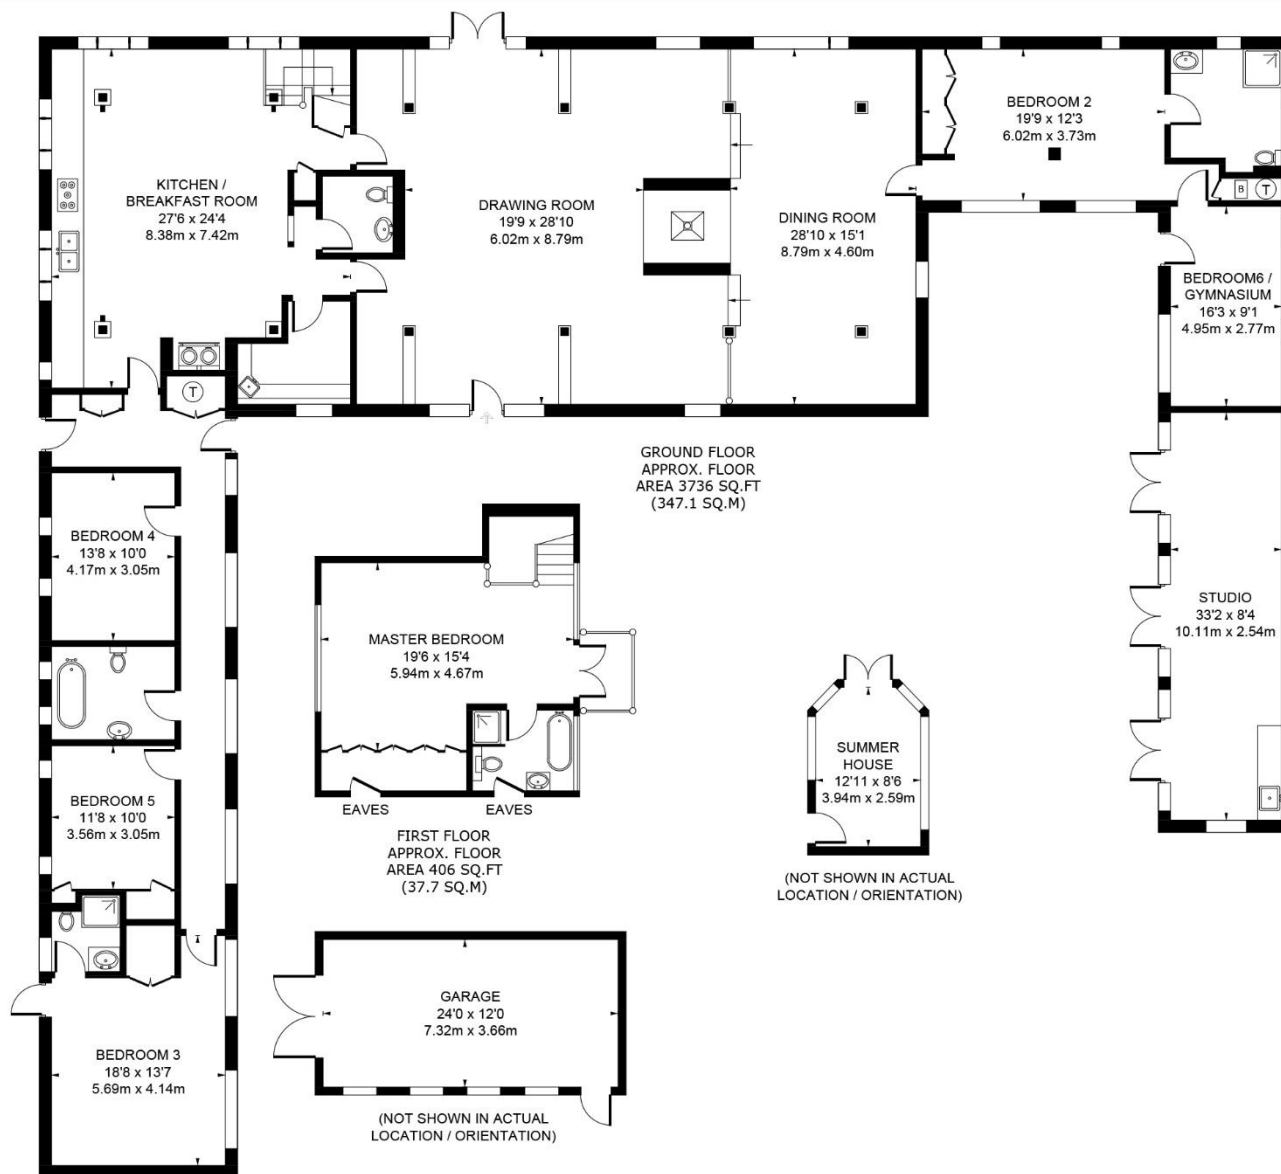 KITCHEN /
BREAKFAST ROOM
27'6 x 24'4
8.38m x 7.42m
DRAWING ROOM
19'9 x 28'10
6.02m x 8.79m
DINING ROOM
28'10 x 15'1
8.79m x 4.60m
BEDROOM 2
19'9 x 12'3
6.02m x 3.73m
B
T
BEDROOM6 /
GYMNASIUM
16'3 x 9'1
4.95m x 2.77m
T
GROUND FLOOR
APPROX. FLOOR
AREA 3736 SQ.FT
(347.1 SQ.M)
BEDROOM 4
13'8 x 10'0
4.17m x 3.05m
STUDIO
33'2 x 8'4
10.11m x 2.54m
MASTER BEDROOM
19'6 x 15'4
5.94m x 4.67m
EAVES
EAVES
FIRST FLOOR
APPROX. FLOOR
AREA 406 SQ.FT
(37.7 SQ.M)
SUMMER
HOUSE
12'11 x 8'6
3.94m x 2.59m
(NOT SHOWN IN ACTUAL
LOCATION / ORIENTATION)
BEDROOM 5
11'8 x 10'0
3.56m x 3.05m
GARAGE
24'0 x 12'0
7.32m x 3.66m
(NOT SHOWN IN ACTUAL
LOCATION / ORIENTATION)
BEDROOM 3
18'8 x 13'7
5.69m x 4.14m